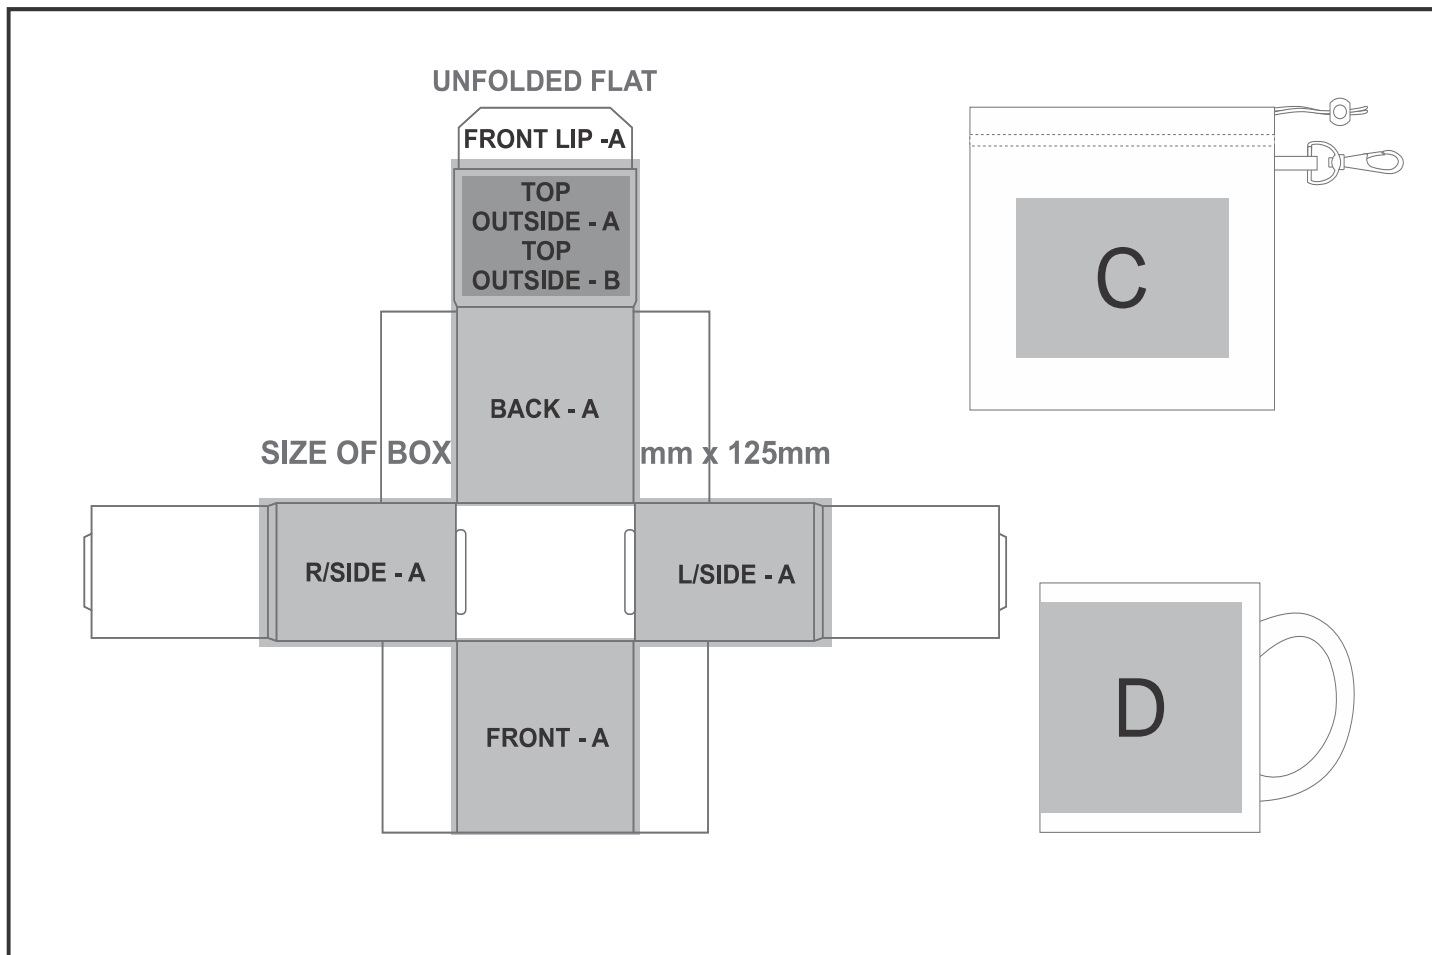 UNFOLDED FLAT
FRONT LIP -A
TOP
OUTSIDE - A
TOP
OUTSIDE - B
C
BACK - A
SIZE OF BOX mm x 125mm
R/SIDE - A
L/SIDE - A
D
FRONT - A